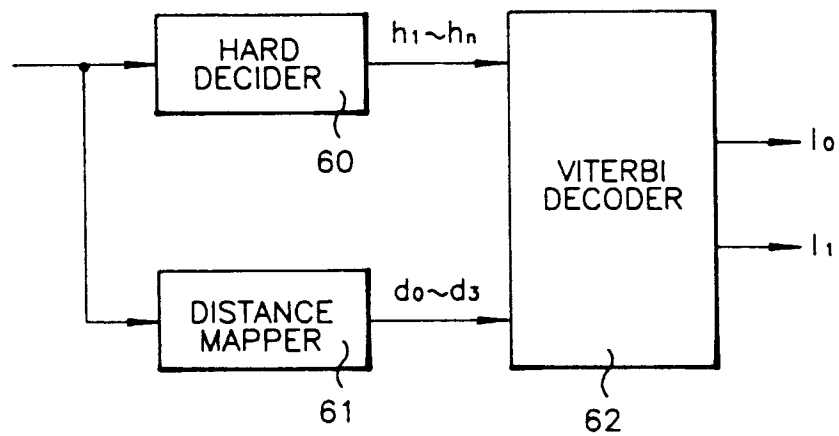 HARD
DECIDER
60
h₁~hₙ
VITERBI
DECODER
62
I₀
I₁
DISTANCE
MAPPER
61
d₀~d₃